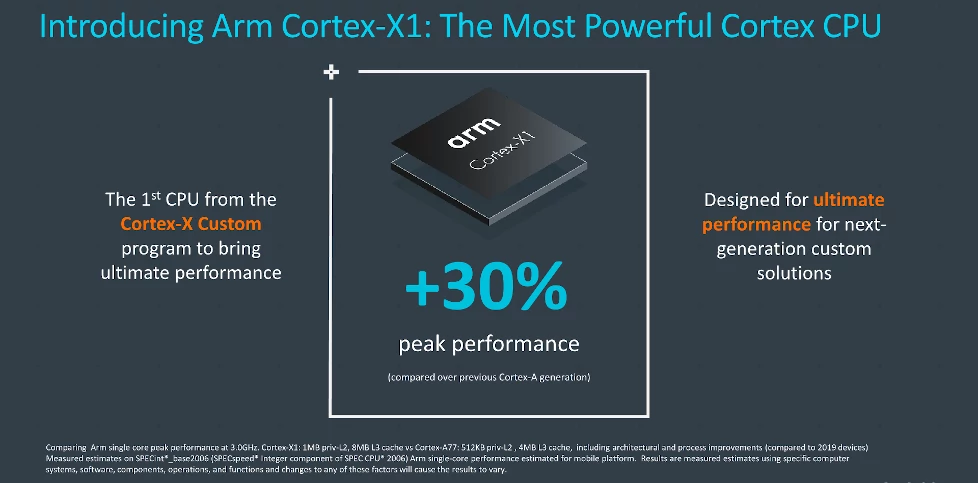 Introducing Arm Cortex-X1: The Most Powerful Cortex CPU
arm
Cortex-X1
The 1st CPU from the
Cortex-X Custom
program to bring
ultimate performance
+30%
peak performance
(compared over previous Cortex-A generation)
Designed for ultimate
performance for next-
generation custom
solutions
Comparing Arm single core peak performance at 3.0GHz. Cortex-X1: 1MB priv-L2, 8MB L3 cache vs Cortex-A77: 512KB priv-L2 , 4MB L3 cache, including architectural and process improvements (compared to 2019 devices)
Measured estimates on SPECint*_base2006 (SPECspeed* Integer component of SPEC CPU* 2006) Arm single-core performance estimated for mobile platform. Results are measured estimates using specific computer
systems, software, components, operations, and functions and changes to any of these factors will cause the results to vary.